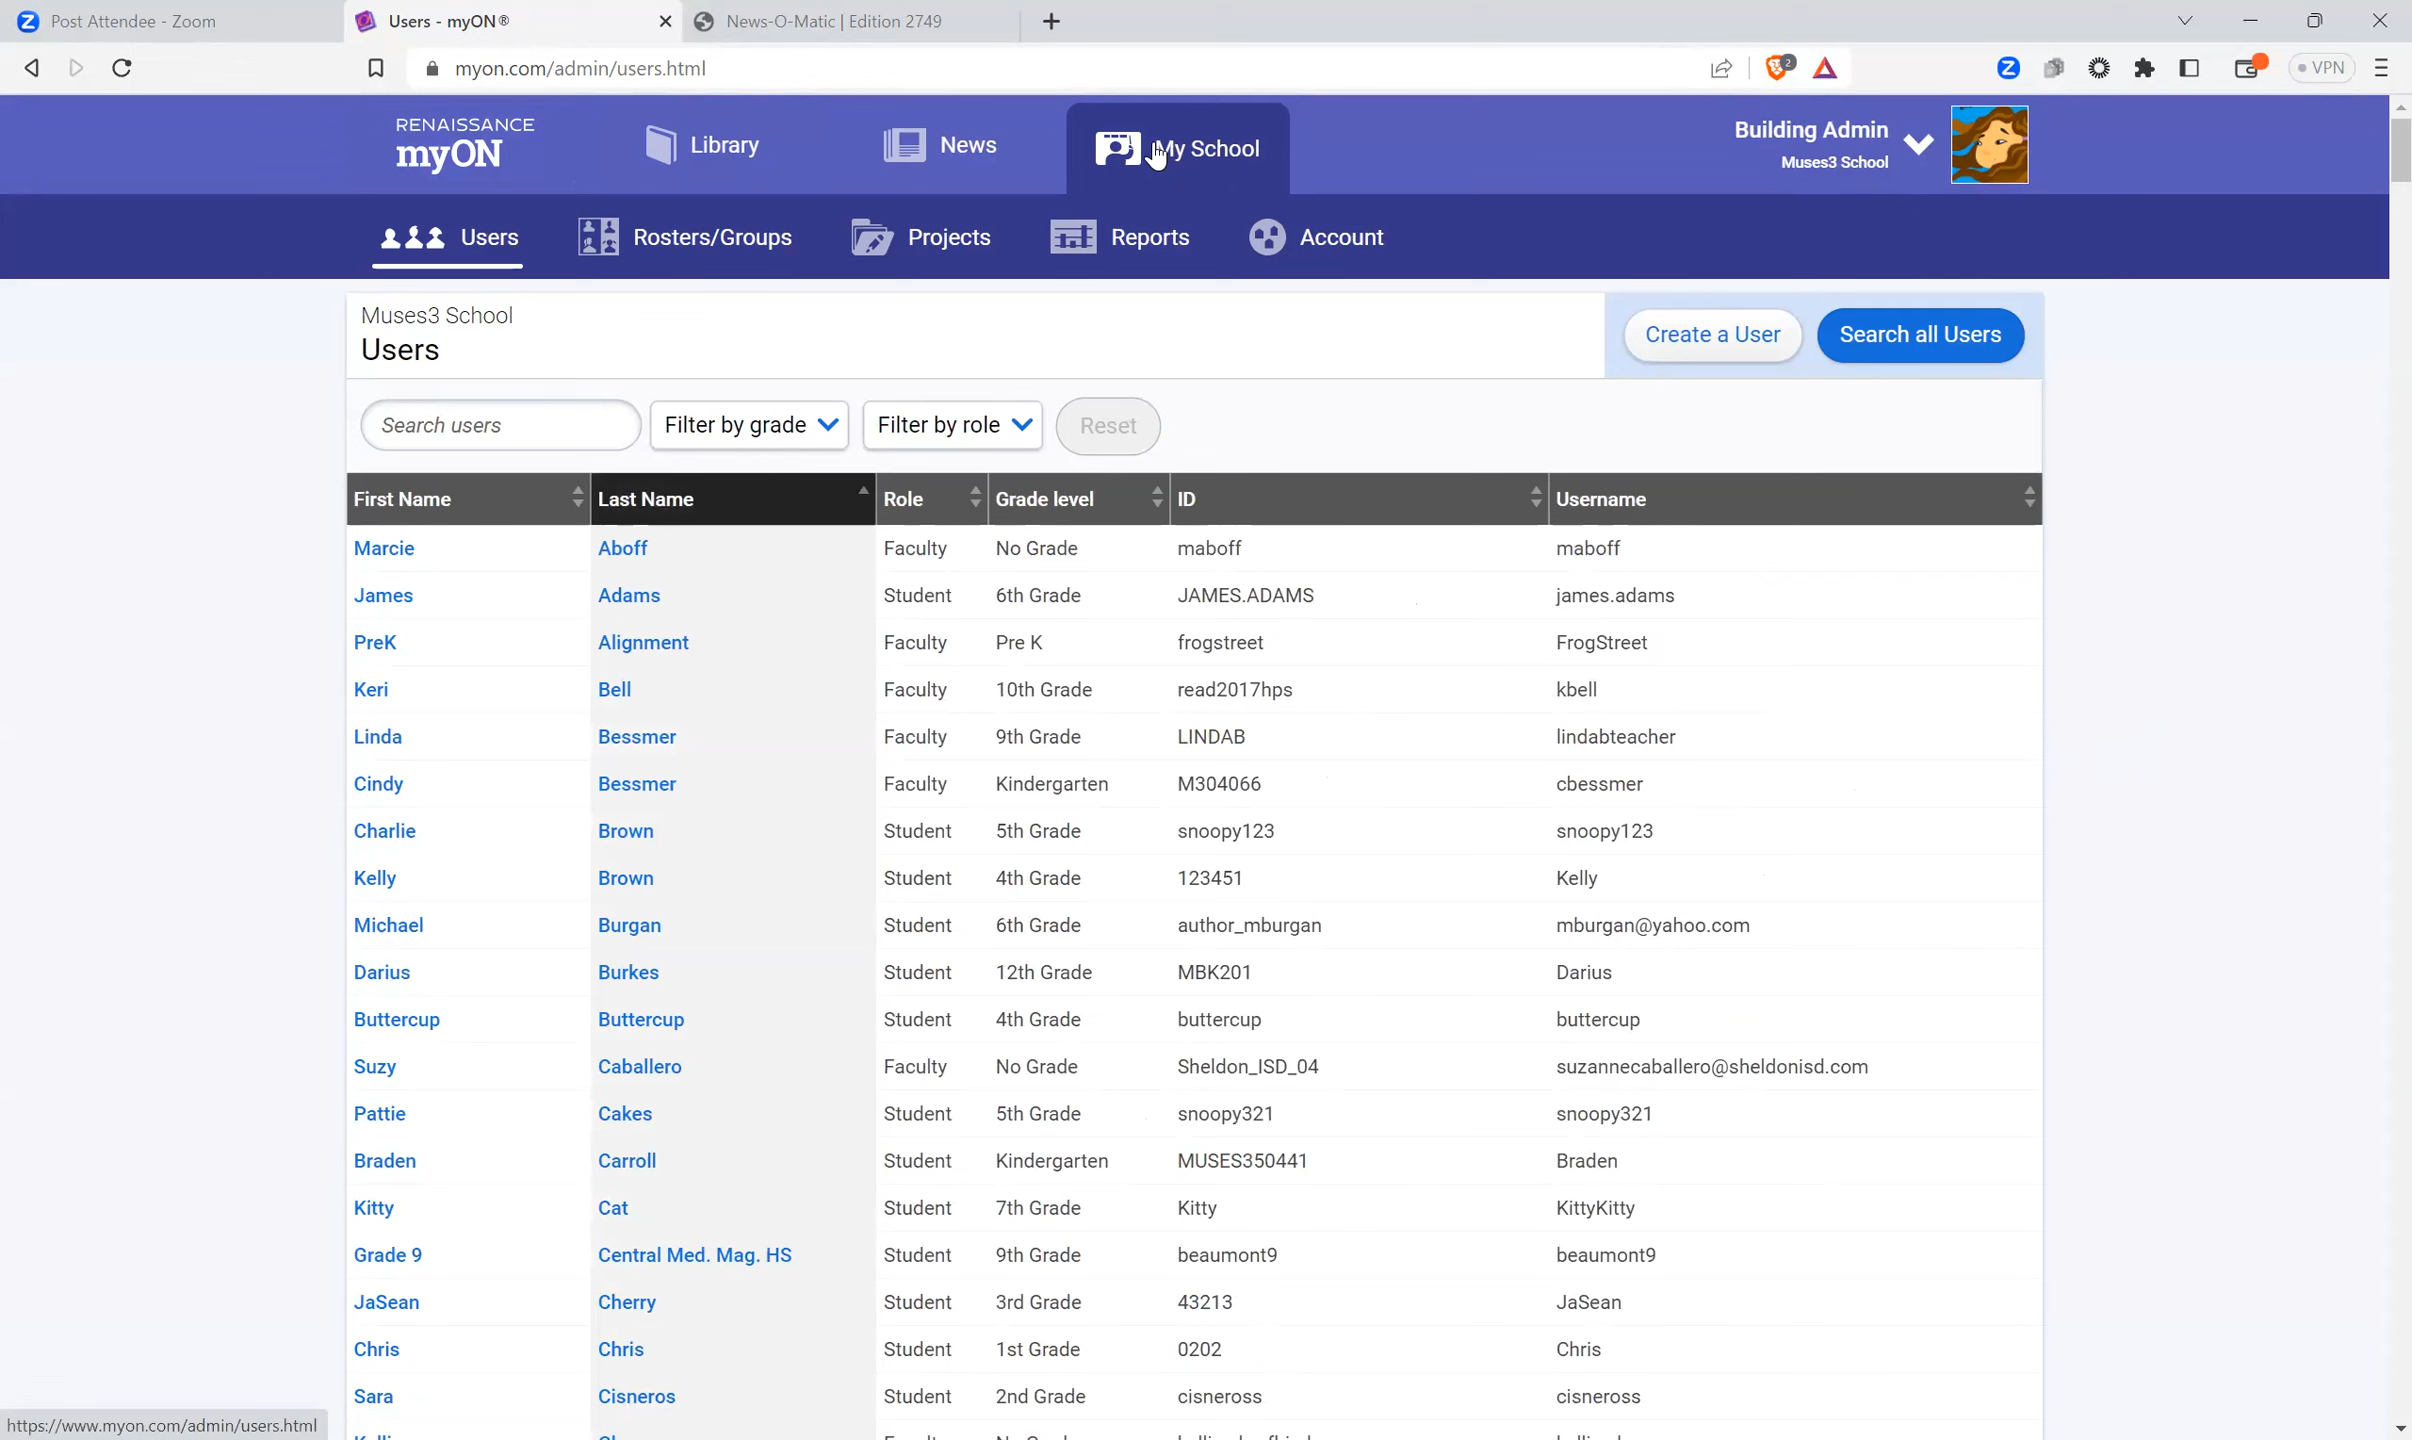 Post Attendee - Zoom
Users - myON®
News-O-Matic | Edition 2749
myon.com/admin/users.html
2
VPN
RENAISSANCE
myON
Library
News
My School
Building Admin
Muses3 School
Users
Rosters/Groups
Projects
Reports
Account
Muses3 School
Users
Create a User
Search all Users
Search users
Filter by grade
Filter by role
Reset
First Name Last Name Role Grade level ID Username
Marcie Aboff Faculty No Grade maboff maboff
James Adams Student 6th Grade JAMES.ADAMS james.adams
PreK Alignment Faculty Pre K frogstreet FrogStreet
Keri Bell Faculty 10th Grade read2017hps kbell
Linda Bessmer Faculty 9th Grade LINDAB lindabteacher
Cindy Bessmer Faculty Kindergarten M304066 cbessmer
Charlie Brown Student 5th Grade snoopy123 snoopy123
Kelly Brown Student 4th Grade 123451 Kelly
Michael Burgan Student 6th Grade author_mburgan mburgan@yahoo.com
Darius Burkes Student 12th Grade MBK201 Darius
Buttercup Buttercup Student 4th Grade buttercup buttercup
Suzy Caballero Faculty No Grade Sheldon_ISD_04 suzannecaballero@sheldonisd.com
Pattie Cakes Student 5th Grade snoopy321 snoopy321
Braden Carroll Student Kindergarten MUSES350441 Braden
Kitty Cat Student 7th Grade Kitty KittyKitty
Grade 9 Central Med. Mag. HS Student 9th Grade beaumont9 beaumont9
JaSean Cherry Student 3rd Grade 43213 JaSean
Chris Chris Student 1st Grade 0202 Chris
Sara Cisneros Student 2nd Grade cisneross cisneross
https://www.myon.com/admin/users.html